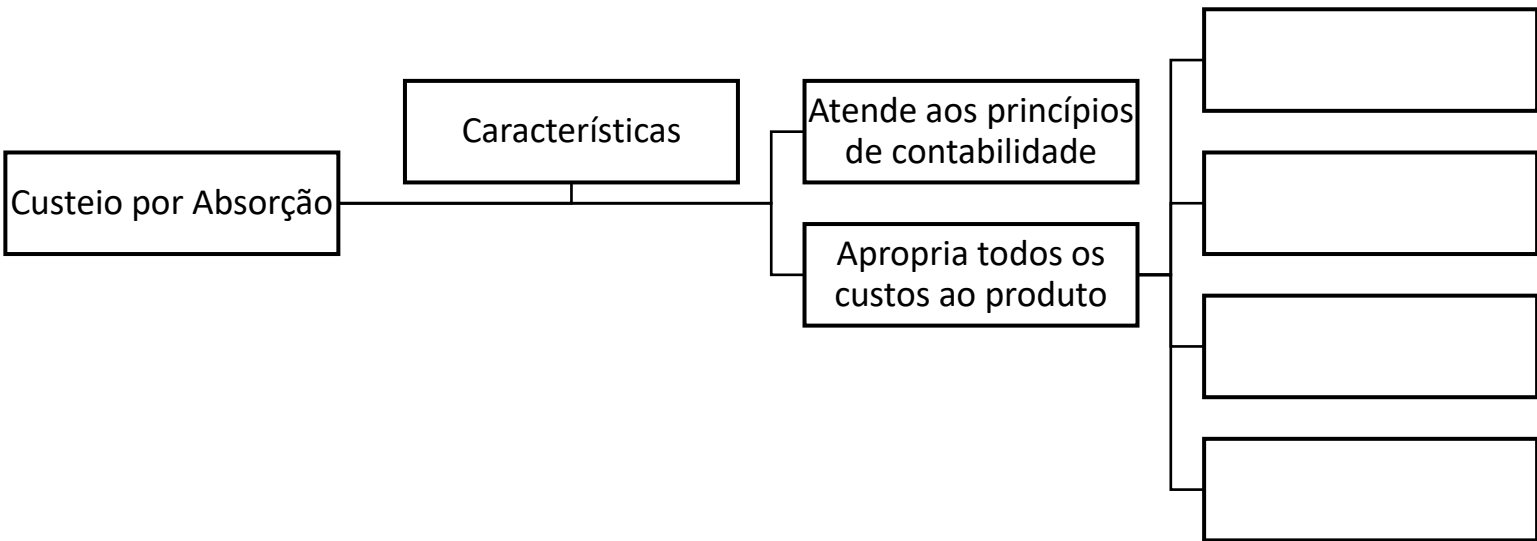 Custeio por Absorção
Características
Atende aos princípios
de contabilidade
Apropria todos os
custos ao produto